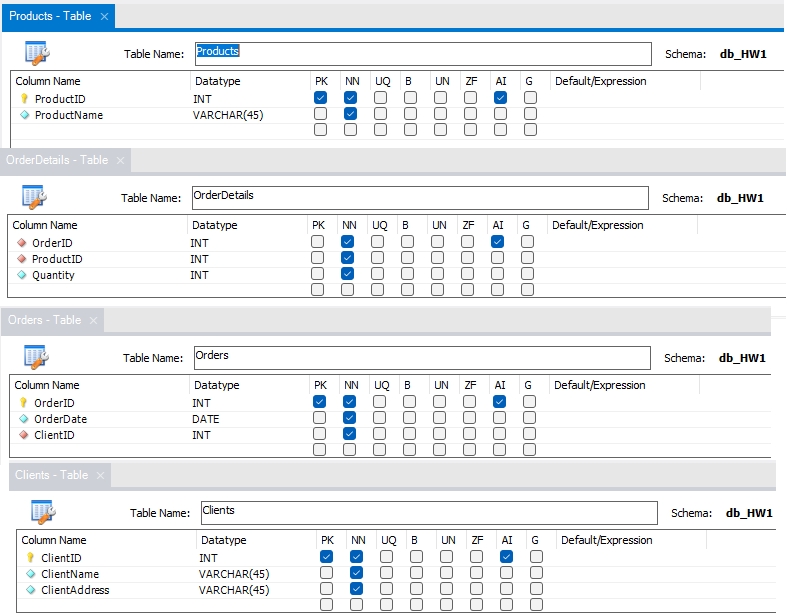 Products - Table ×
Table Name: Products Schema: db_HW1
Column Name Datatype PK NN UQ B UN ZF AI G Default/Expression
ProductID INT
ProductName VARCHAR(45)
OrderDetails - Table ×
Table Name: OrderDetails Schema: db_HW1
Column Name Datatype PK NN UQ B UN ZF AI G Default/Expression
OrderID INT
ProductID INT
Quantity INT
Orders - Table ×
Table Name: Orders Schema: db_HW1
Column Name Datatype PK NN UQ B UN ZF AI G Default/Expression
OrderID INT
OrderDate DATE
ClientID INT
Clients - Table ×
Table Name: Clients Schema: db_HW1
Column Name Datatype PK NN UQ B UN ZF AI G Default/Expression
ClientID INT
ClientName VARCHAR(45)
ClientAddress VARCHAR(45)